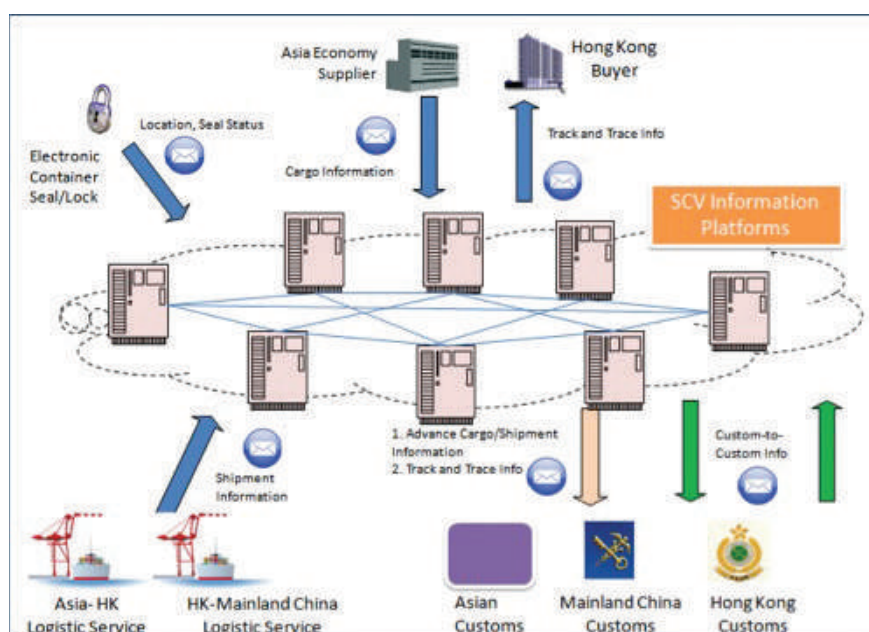 Asia Economy
Supplier
Hong Kong
Buyer
Location, Seal Status
Electronic
Container
Seal/Lock
Cargo Information
Track and Trace Info
SCV Information
Platforms
1. Advance Cargo/Shipment
Information
2. Track and Trace Info
Custom-to-
Custom Info
Shipment
Information
Asia- HK
Logistic Service
HK-Mainland China
Logistic Service
Asian
Customs
Mainland China
Customs
Hong Kong
Customs